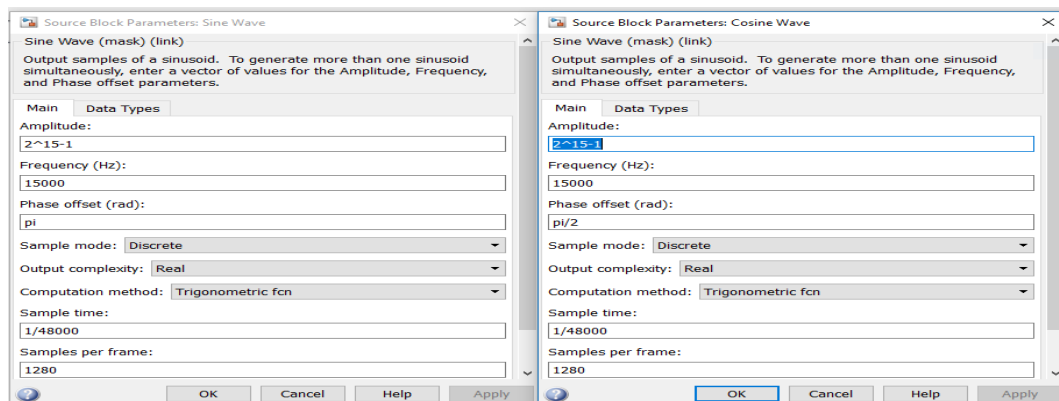 Source Block Parameters: Sine Wave
Sine Wave (mask) (link)
Output samples of a sinusoid. To generate more than one sinusoid
simultaneously, enter a vector of values for the Amplitude, Frequency,
and Phase offset parameters.
Main Data Types
Amplitude:
2^15-1
Frequency (Hz):
15000
Phase offset (rad):
pi
Sample mode: Discrete
Output complexity: Real
Computation method: Trigonometric fcn
Sample time:
1/48000
Samples per frame:
1280
OK Cancel Help Apply
Source Block Parameters: Cosine Wave
Sine Wave (mask) (link)
Output samples of a sinusoid. To generate more than one sinusoid
simultaneously, enter a vector of values for the Amplitude, Frequency,
and Phase offset parameters.
Main Data Types
Amplitude:
2^15-1
Frequency (Hz):
15000
Phase offset (rad):
pi/2
Sample mode: Discrete
Output complexity: Real
Computation method: Trigonometric fcn
Sample time:
1/48000
Samples per frame:
1280
OK Cancel Help Apply